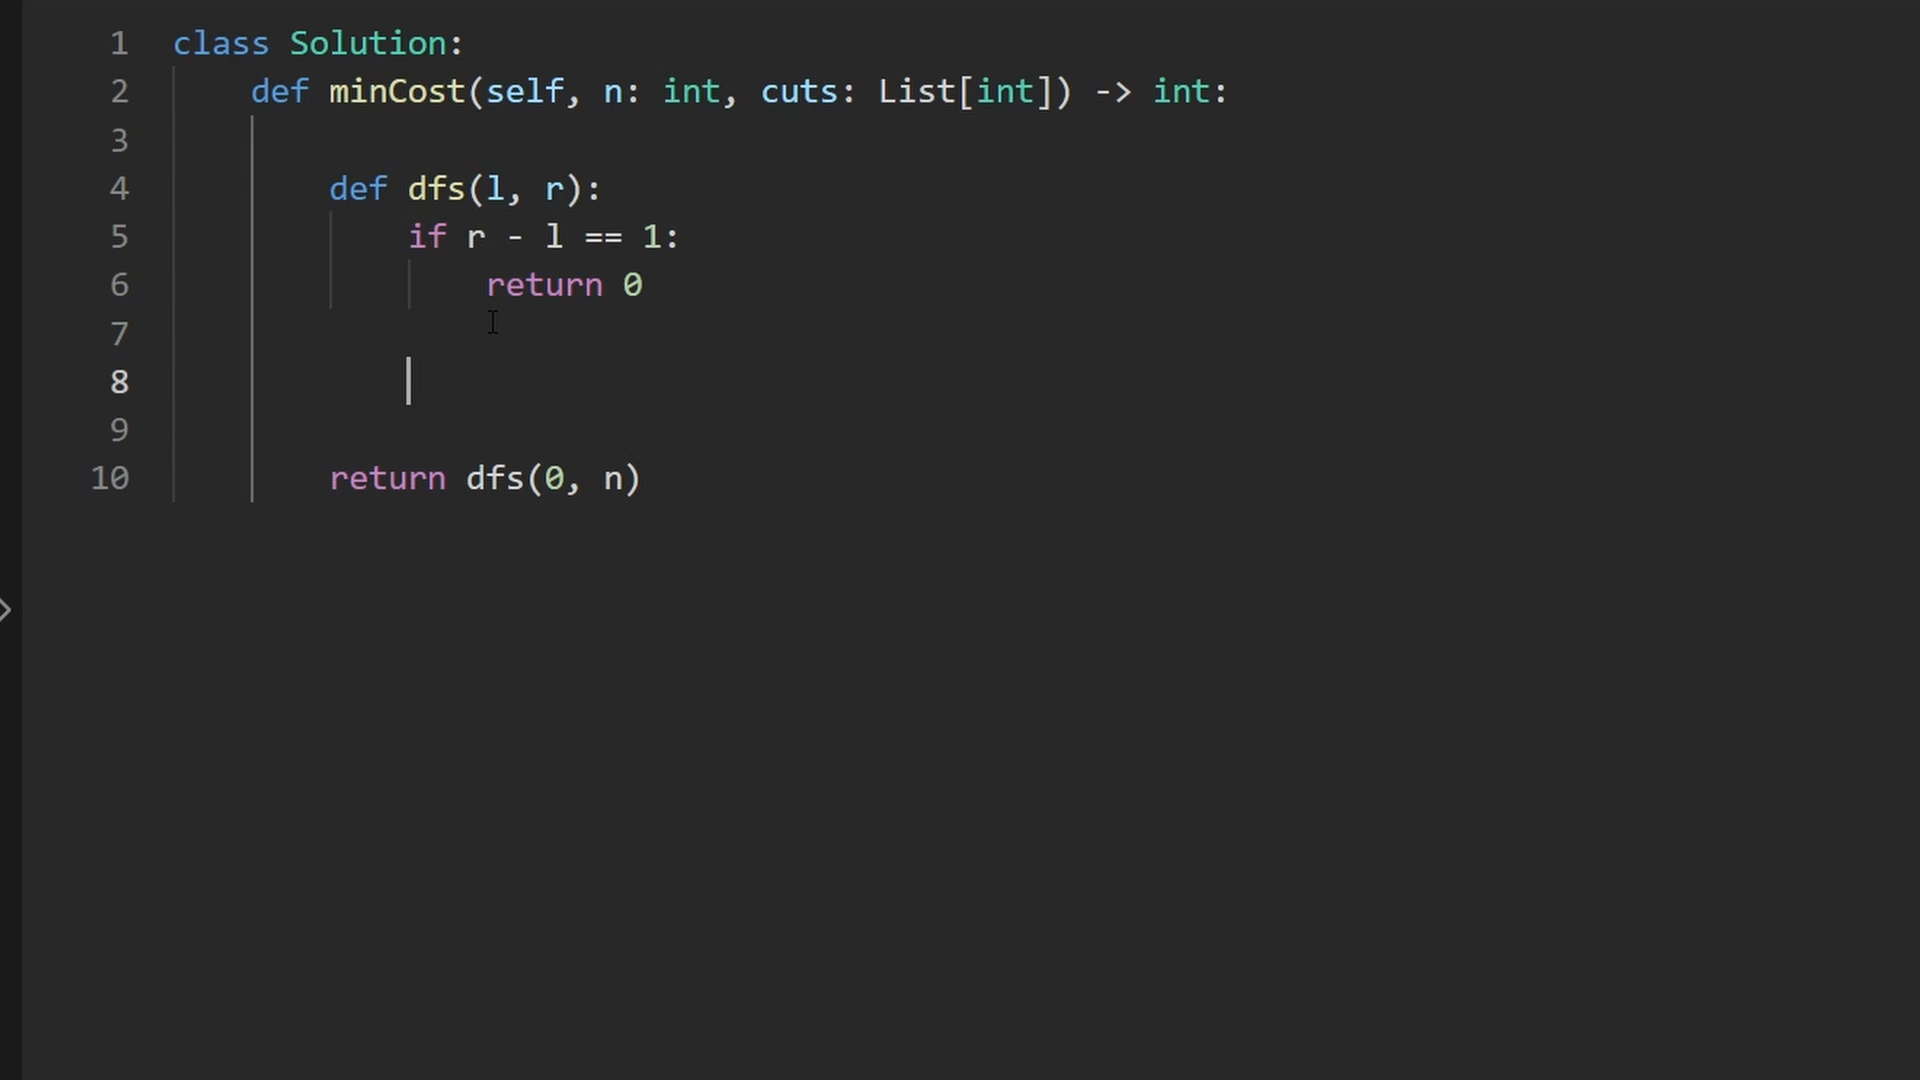 1 class Solution:
2 def minCost(self, n: int, cuts: List[int]) -> int:
3
4 def dfs(l, r):
5 if r - l == 1:
6 return 0
7
8
9
10 return dfs(0, n)